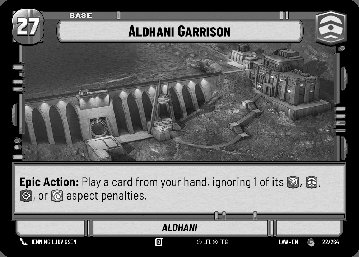 BASE
27
ALDHANI GARRISON
Epic Action: Play a card from your hand, ignoring 1 of its , ,
, or aspect penalties.
ALDHANI